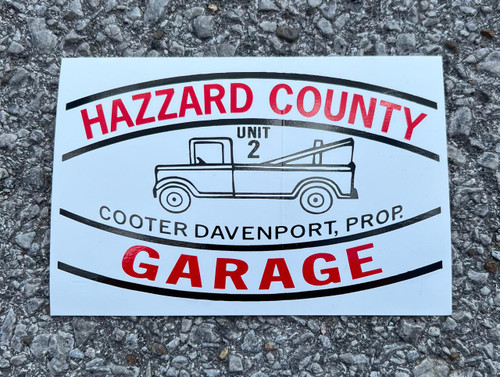 HAZZARD COUNTY
UNIT
2
COOTER DAVENPORT, PROP.
GARAGE